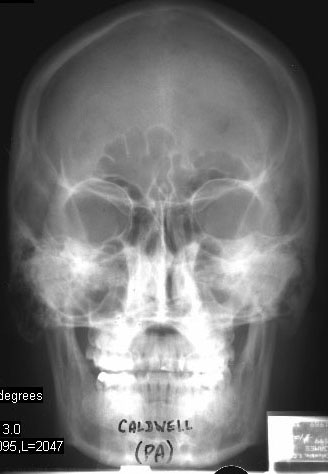 degrees
3.0
095,L=2047
CALDWELL
(PA)